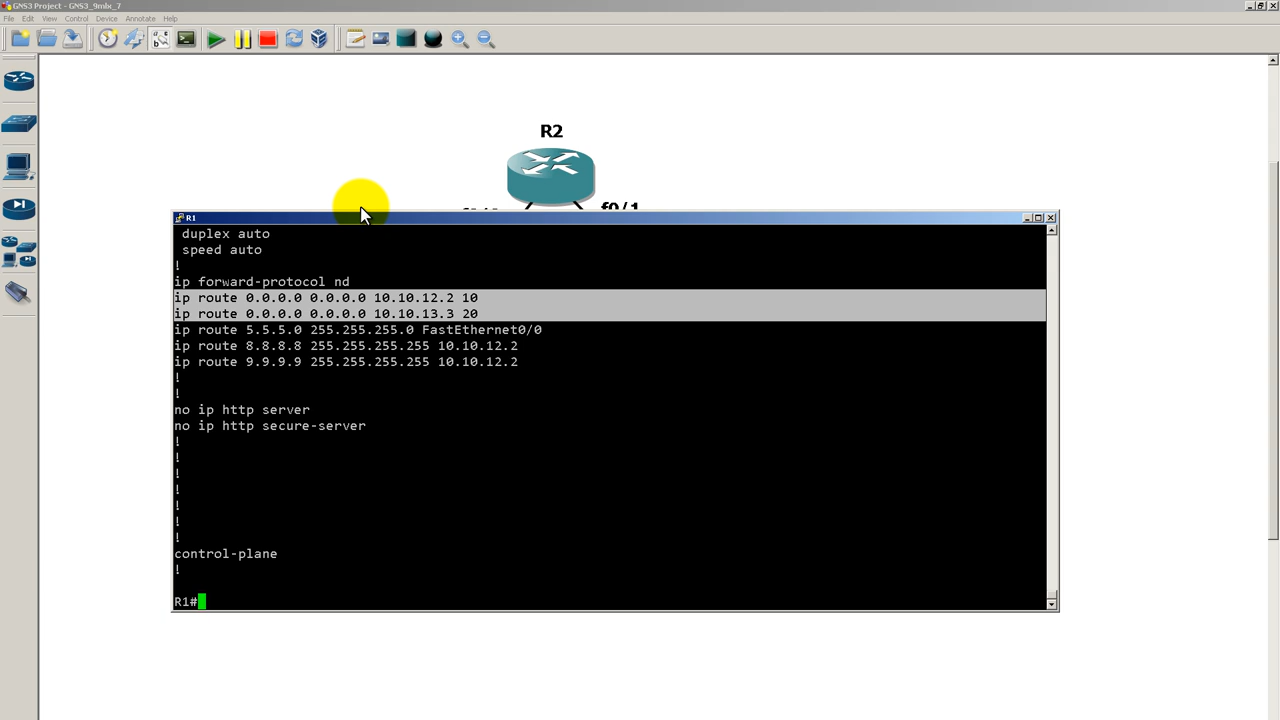 GNS3 Project - GNS3_9mlx_7
File Edit View Control Device Annotate Help
R2
f0/1
R1
duplex auto
speed auto
!
ip forward-protocol nd
ip route 0.0.0.0 0.0.0.0 10.10.12.2 10
ip route 0.0.0.0 0.0.0.0 10.10.13.3 20
ip route 5.5.5.0 255.255.255.0 FastEthernet0/0
ip route 8.8.8.8 255.255.255.255 10.10.12.2
ip route 9.9.9.9 255.255.255.255 10.10.12.2
!
!
no ip http server
no ip http secure-server
!
!
!
!
!
!
!
control-plane
!
R1#